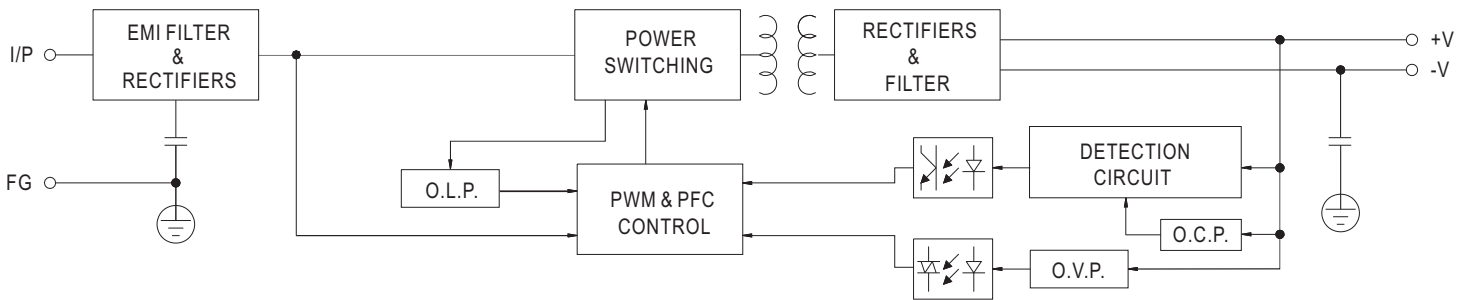 I/P
EMI FILTER
&
RECTIFIERS
POWER
SWITCHING
RECTIFIERS
&
FILTER
+V
-V
FG
O.L.P.
PWM & PFC
CONTROL
DETECTION
CIRCUIT
O.C.P.
O.V.P.